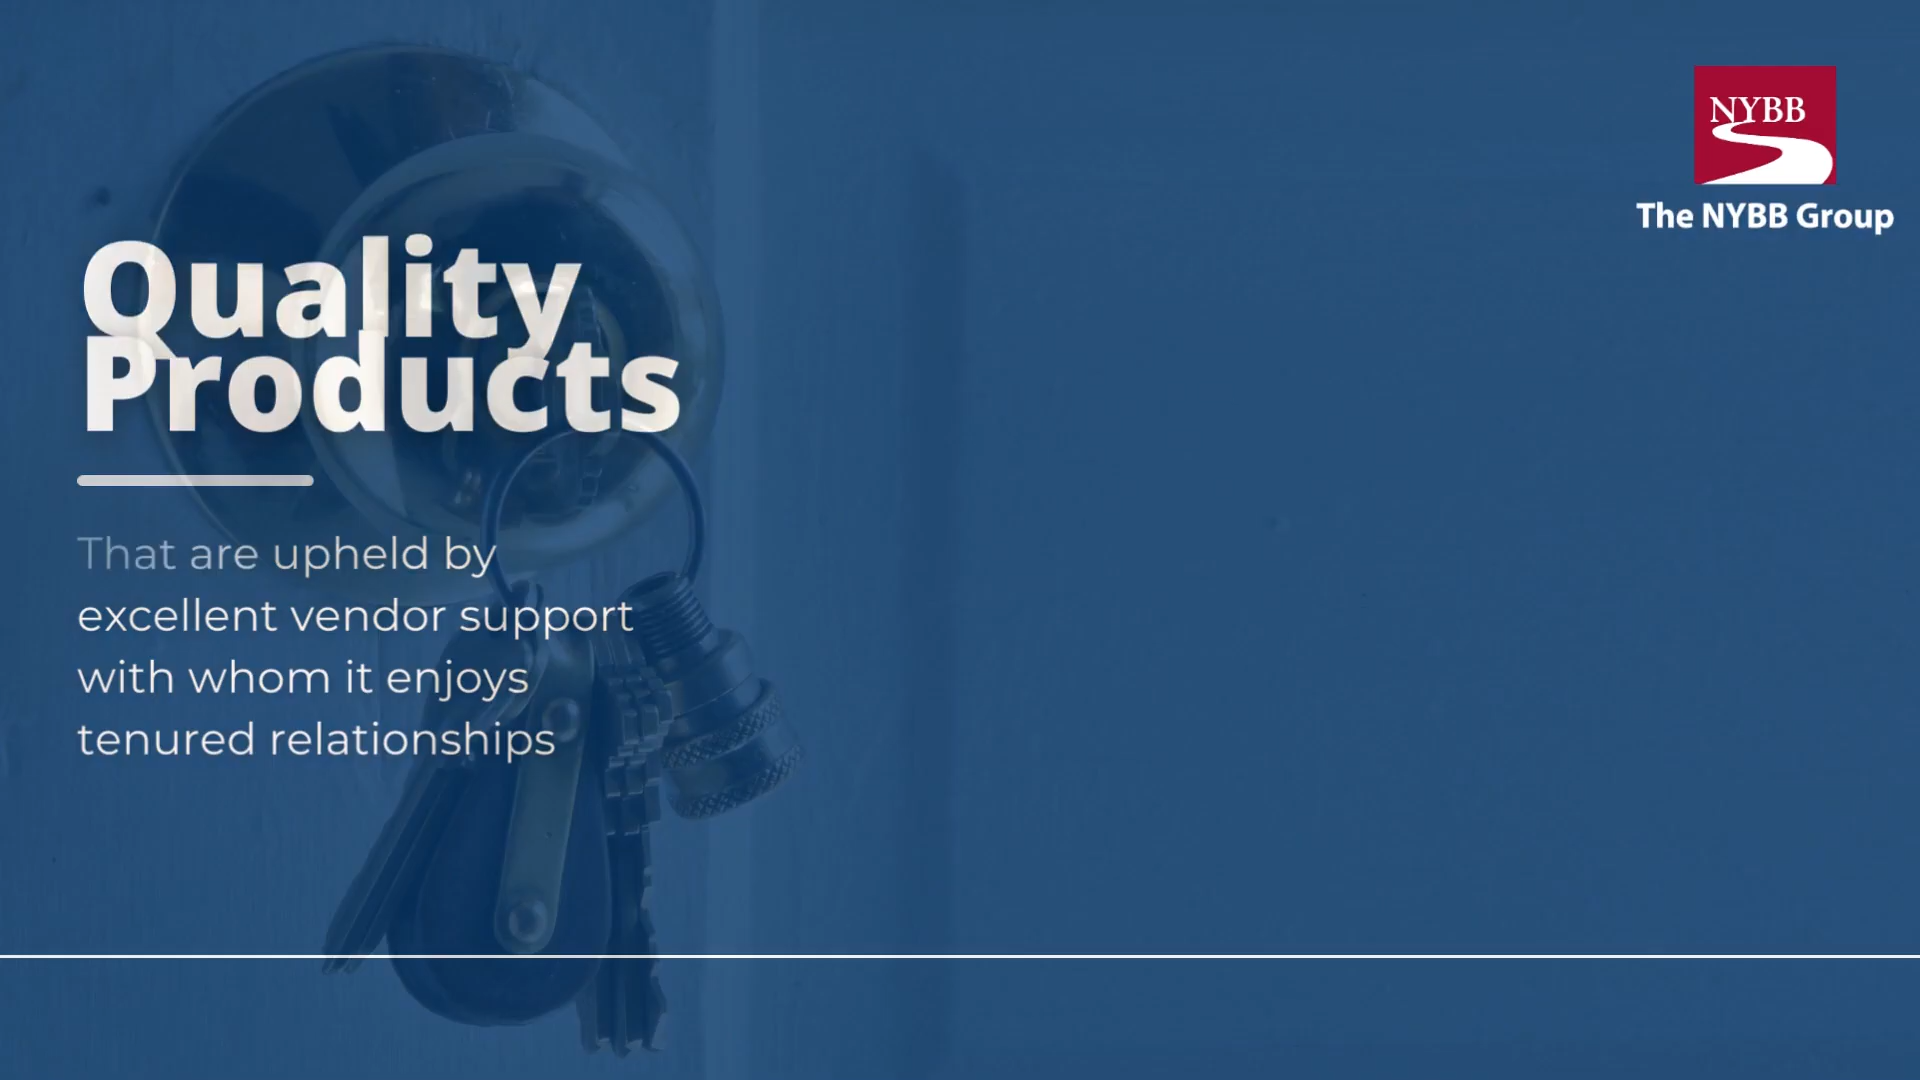 NYBB
The NYBB Group
Quality
Products
That are upheld by
excellent vendor support
with whom it enjoys
tenured relationships